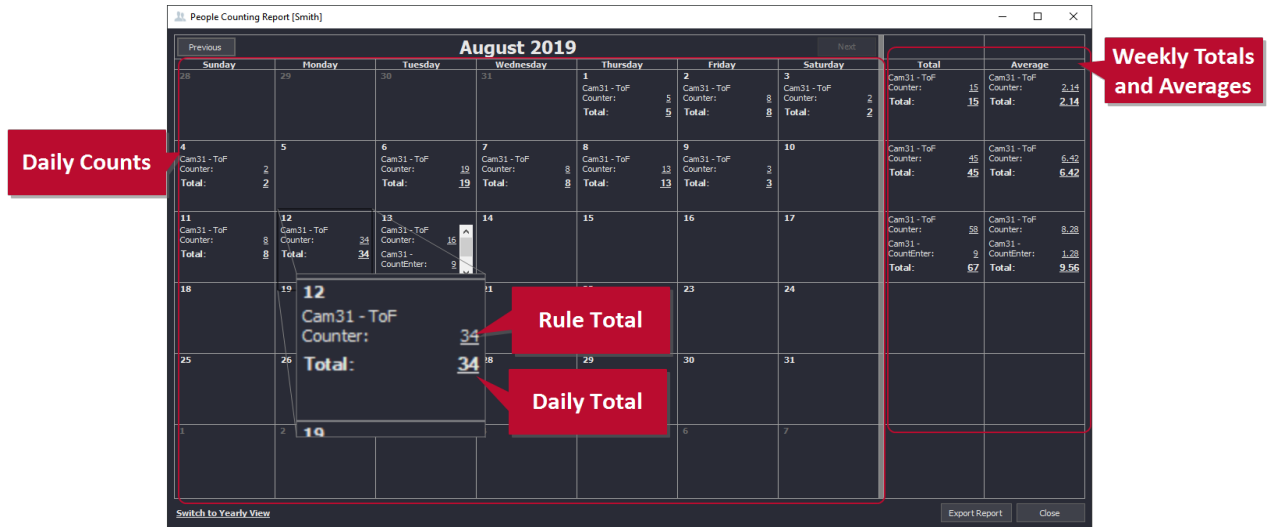 People Counting Report [Smith]
Previous August 2019 Next
Sunday Monday Tuesday Wednesday Thursday Friday Saturday Total Average
Weekly Totals
and Averages
28 29 30 31 1 2 3
Cam31 - ToF Cam31 - ToF Cam31 - ToF Cam31 - ToF Cam31 - ToF
Counter: 5 Counter: 8 Counter: 2 Counter: 15 Counter: 2.14
Total: 5 Total: 8 Total: 2 Total: 15 Total: 2.14
Daily Counts
4 5 6 7 8 9 10
Cam31 - ToF Cam31 - ToF Cam31 - ToF Cam31 - ToF Cam31 - ToF Cam31 - ToF Cam31 - ToF
Counter: 2 Counter: 19 Counter: 8 Counter: 13 Counter: 3 Counter: 45 Counter: 6.42
Total: 2 Total: 19 Total: 8 Total: 13 Total: 3 Total: 45 Total: 6.42
11 12 13 14 15 16 17
Cam31 - ToF Cam31 - ToF Cam31 - ToF Cam31 - ToF Cam31 - ToF
Counter: 8 Counter: 34 Counter: 16 Counter: 58 Counter: 8.28
Total: 8 Total: 34 Cam31 - Cam31 - Cam31 -
CountEnter: 9 CountEnter: 9 CountEnter: 1.28
Total: 67 Total: 9.56
18 19 21 23 24
12
Cam31 - ToF
Counter: 34
Total: 34
19
Rule Total
Daily Total
25 26 28 29 30 31
1 2 6 7
Switch to Yearly View Export Report Close